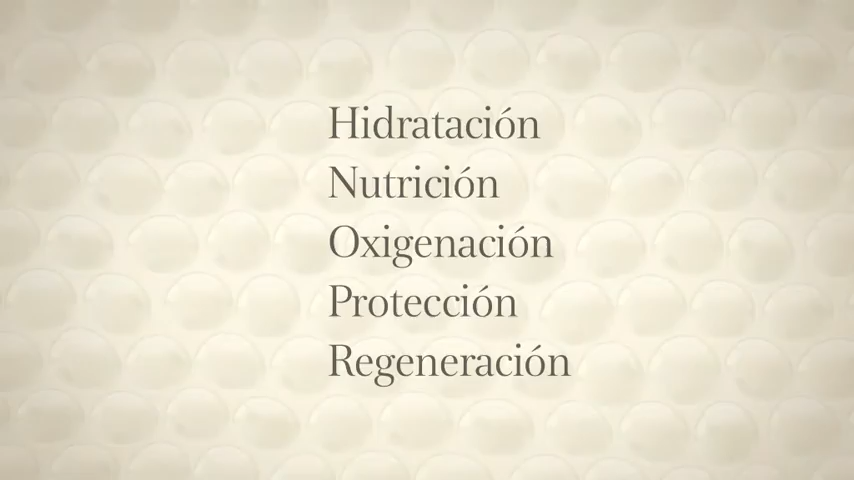 Hidratación
Nutrición
Oxigenación
Protección
Regeneración